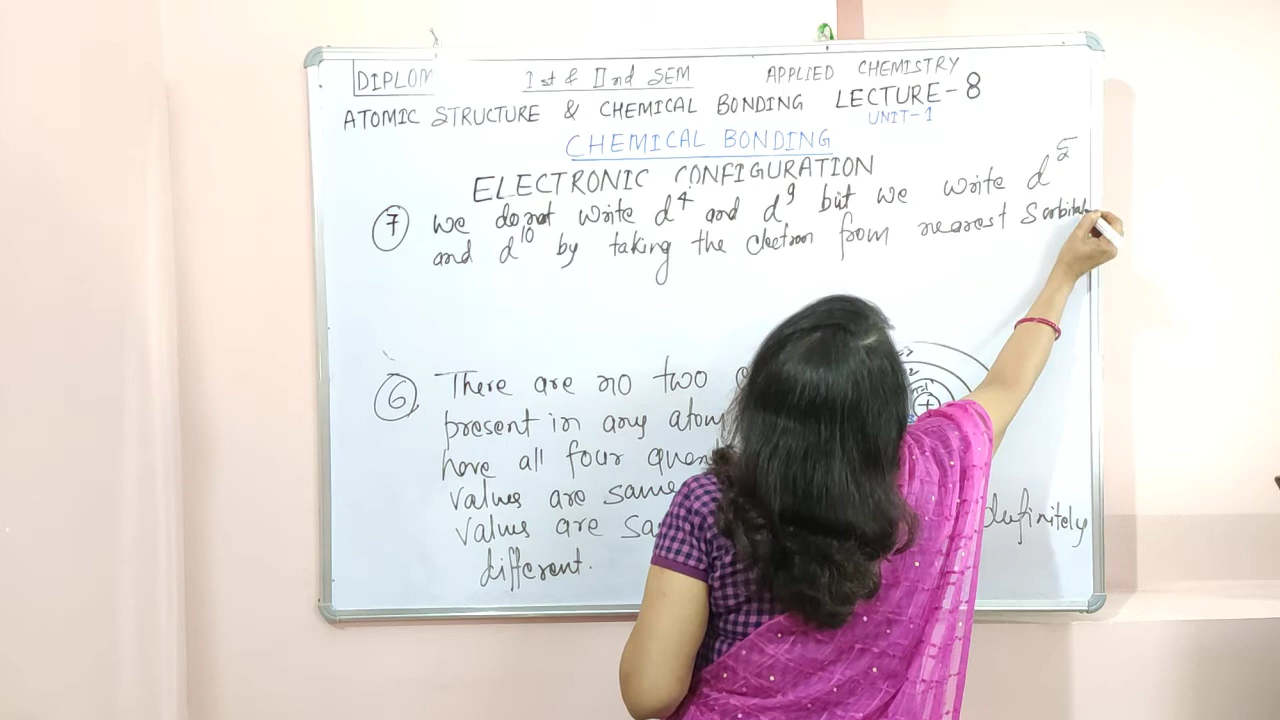 DIPLOM Ist & IInd SEM APPLIED CHEMISTRY
ATOMIC STRUCTURE & CHEMICAL BONDING LECTURE-8
UNIT-1
CHEMICAL BONDING
ELECTRONIC CONFIGURATION
7 We do not write d⁴ and d⁹ but we write d⁵
and d¹⁰ by taking the electron from nearest s orbital
6 There are no two
present in any atom
have all four quan
values are same
values are sa definitely
different.